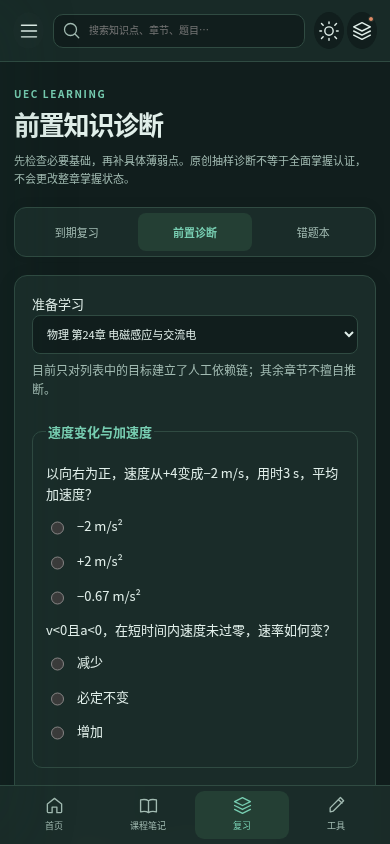 搜索知识点、章节、题目…
UEC LEARNING
前置知识诊断
先检查必要基础，再补具体薄弱点。原创抽样诊断不等于全面掌握认证，
不会更改整章掌握状态。
到期复习
前置诊断
错题本
准备学习
物理 第24章 电磁感应与交流电
目前只对列表中的目标建立了人工依赖链；其余章节不擅自推
断。
速度变化与加速度
以向右为正，速度从+4变成−2 m/s，用时3 s，平均
加速度？
−2 m/s²
+2 m/s²
−0.67 m/s²
v<0且a<0，在短时间内速度未过零，速率如何变？
减少
必定不变
增加
首页
课程笔记
复习
工具